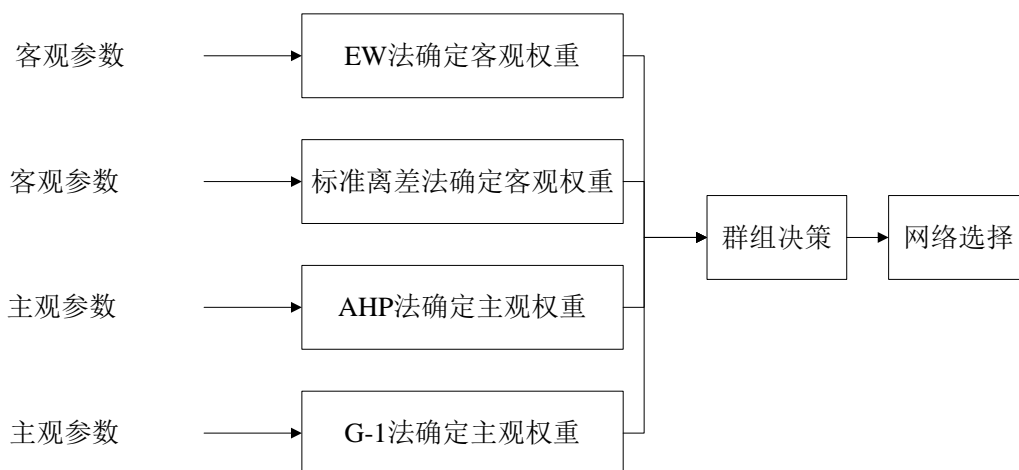 客观参数
EW法确定客观权重
客观参数
标准离差法确定客观权重
群组决策
网络选择
主观参数
AHP法确定主观权重
主观参数
G-1法确定主观权重